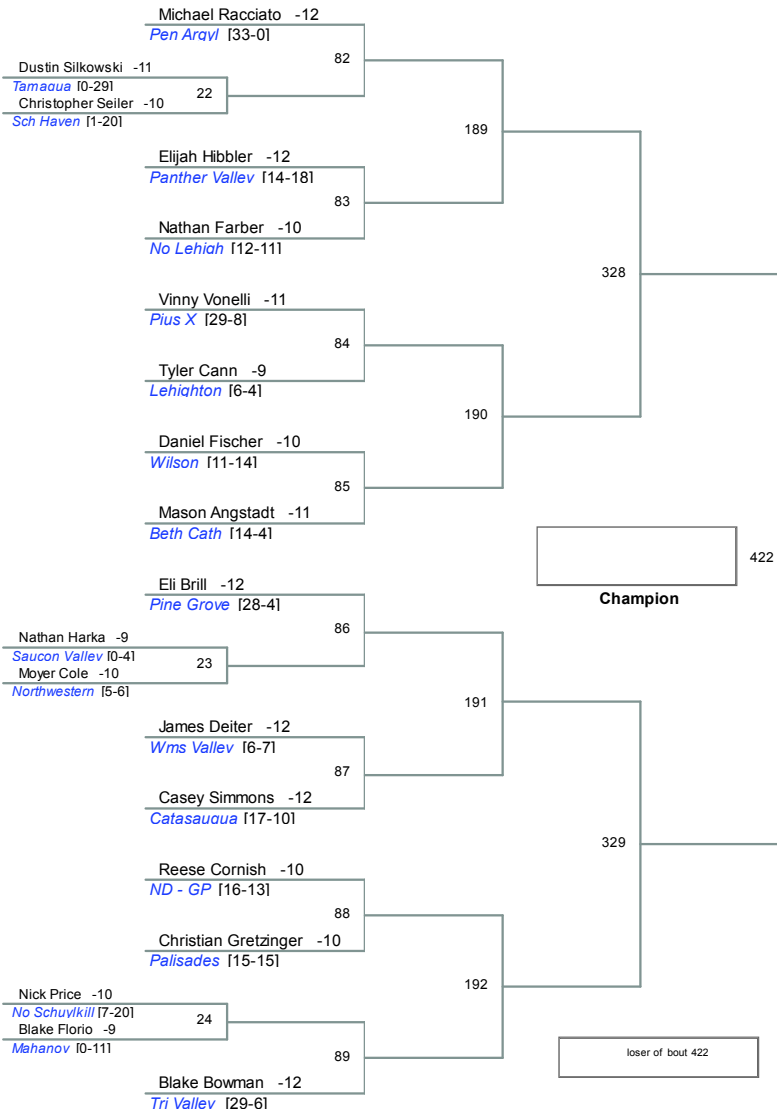 Michael Racciato -12
Pen Argyl [33-0]
82
Dustin Silkowski -11
Tamaqua [0-29]
22
Christopher Seiler -10
Sch Haven [1-20]
189
Elijah Hibbler -12
Panther Valley [14-18]
83
Nathan Farber -10
No Lehigh [12-11]
328
Vinny Vonelli -11
Pius X [29-8]
84
Tyler Cann -9
Lehighton [6-4]
190
Daniel Fischer -10
Wilson [11-14]
85
Mason Angstadt -11
Beth Cath [14-4]
422
Champion
Eli Brill -12
Pine Grove [28-4]
86
Nathan Harka -9
Saucon Valley [0-4]
23
Moyer Cole -10
Northwestern [5-6]
191
James Deiter -12
Wms Valley [6-7]
87
Casey Simmons -12
Catasauqua [17-10]
329
Reese Cornish -10
ND - GP [16-13]
88
Christian Gretzinger -10
Palisades [15-15]
192
Nick Price -10
No Schuylkill [7-20]
24
Blake Florio -9
Mahanoy [0-11]
89
loser of bout 422
Blake Bowman -12
Tri Valley [29-6]